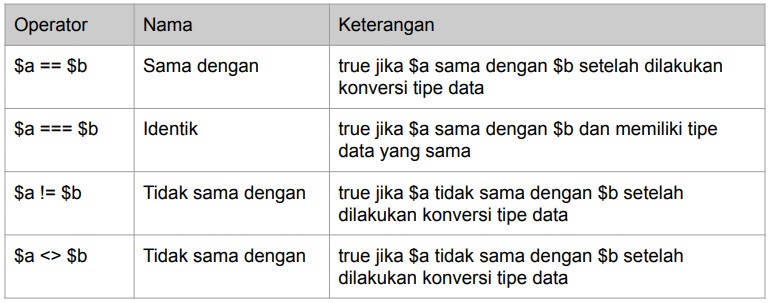 Operator Nama Keterangan
$a == $b Sama dengan true jika $a sama dengan $b setelah dilakukan
konversi tipe data
$a === $b Identik true jika $a sama dengan $b dan memiliki tipe
data yang sama
$a != $b Tidak sama dengan true jika $a tidak sama dengan $b setelah
dilakukan konversi tipe data
$a <> $b Tidak sama dengan true jika $a tidak sama dengan $b setelah
dilakukan konversi tipe data